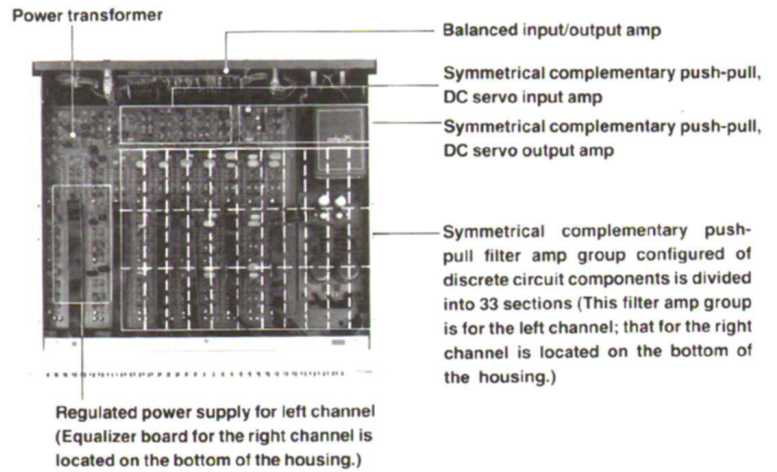 Power transformer
Balanced input/output amp
Symmetrical complementary push-pull,
DC servo input amp
Symmetrical complementary push-pull,
DC servo output amp
Symmetrical complementary push-
pull filter amp group configured of
discrete circuit components is divided
into 33 sections (This filter amp group
is for the left channel; that for the right
channel is located on the bottom of
the housing.)
Regulated power supply for left channel
(Equalizer board for the right channel is
located on the bottom of the housing.)